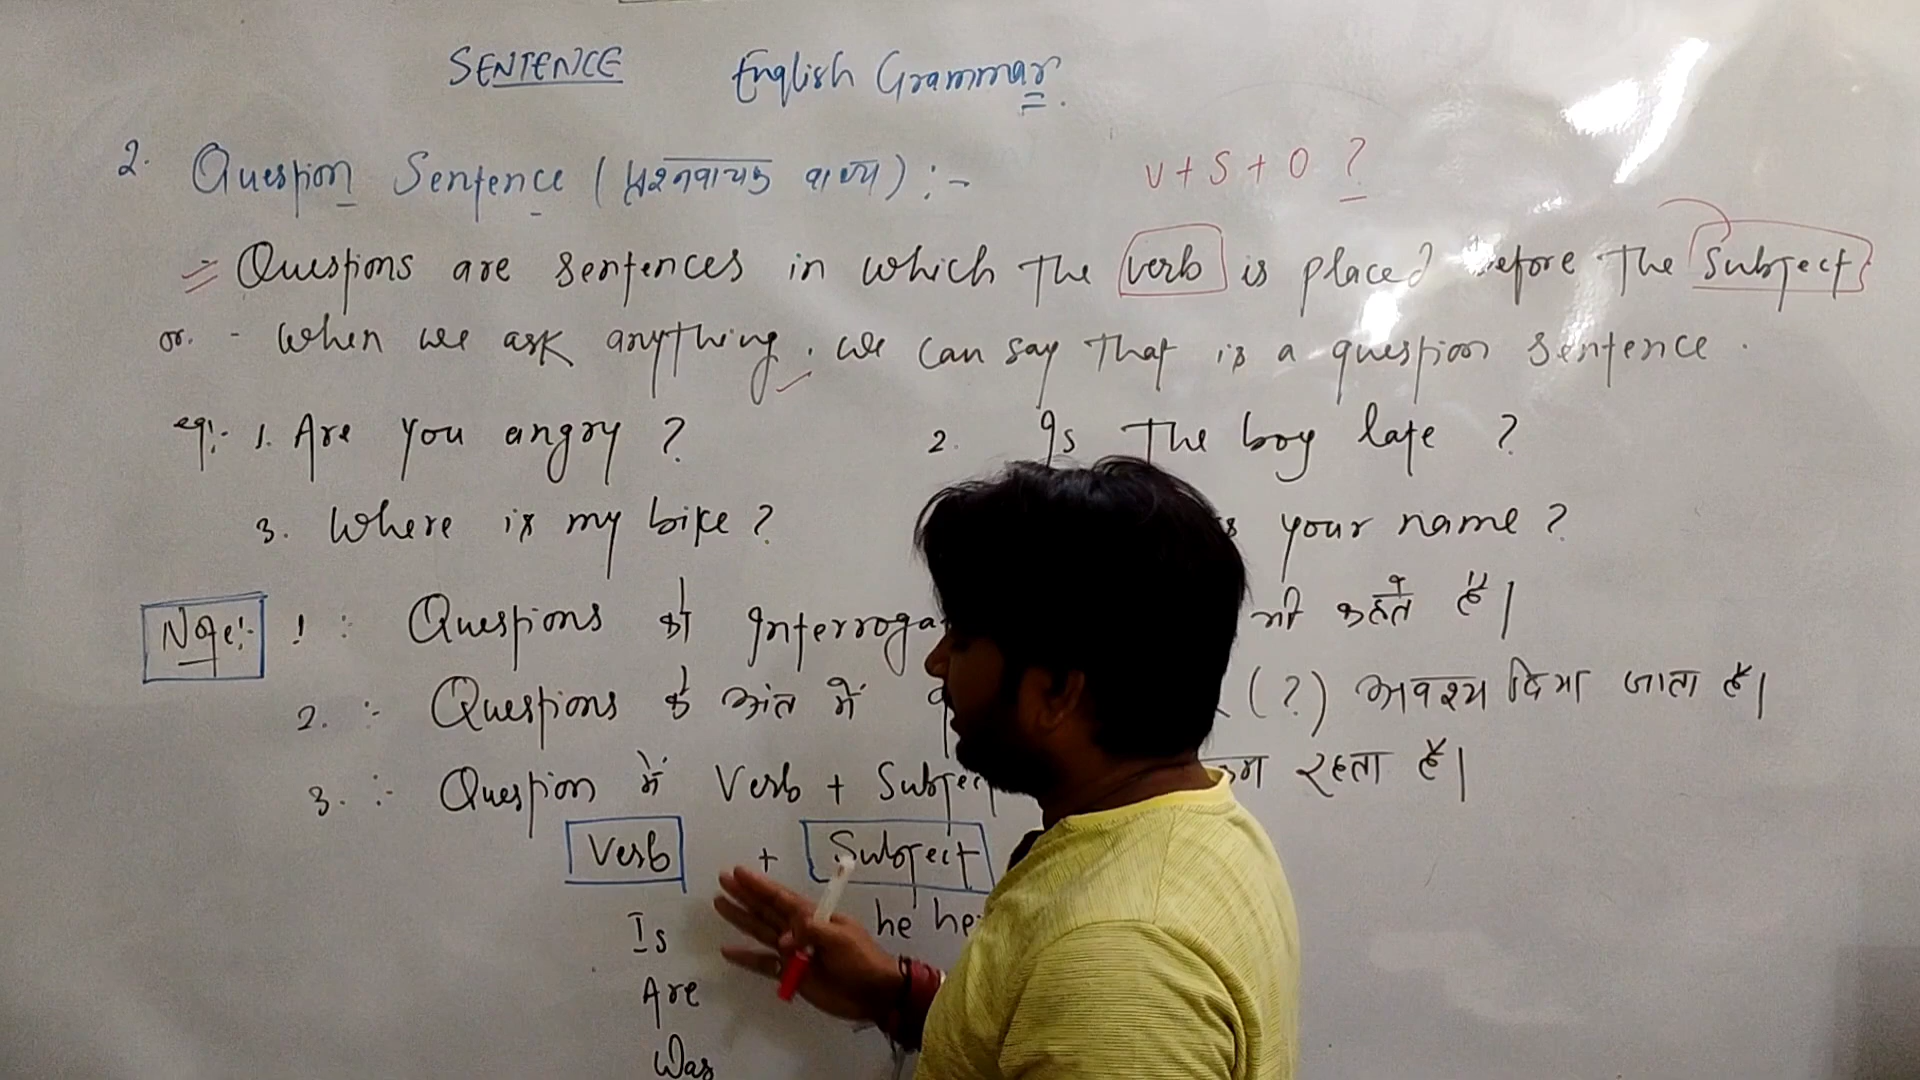 SENTENCE English Grammar.
2. Question Sentence (प्रश्नवाचक वाक्य) :-
V + S + O ?
Questions are sentences in which the verb is placed before the Subject
or. - When we ask anything, we can say that is a question sentence.
eg:- 1. Are you angry ? 2. Is the boy late ?
3. Where is my bike ? your name ?
Note:- 1 : Questions को भी कहते हैं।
2. :- Questions के अंत में (?) अवश्य दिया जाता है।
3. :- Question में Verb + रहता है।
Verb + Subject
Is he
Are
Was